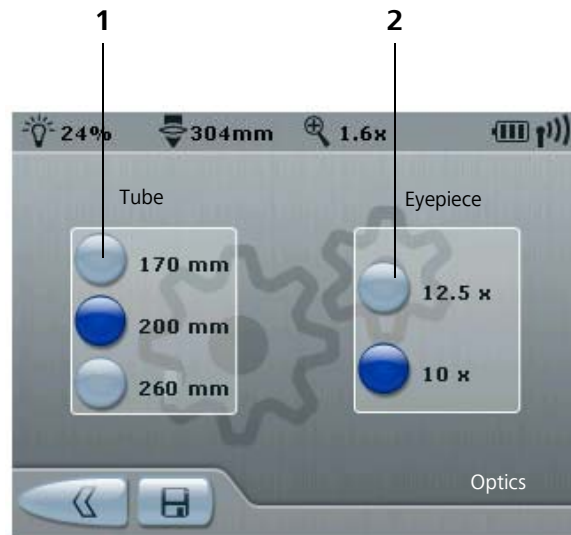 1 2
24% 304mm 1.6x
Tube Eyepiece
170 mm
12.5 x
200 mm
10 x
260 mm
Optics